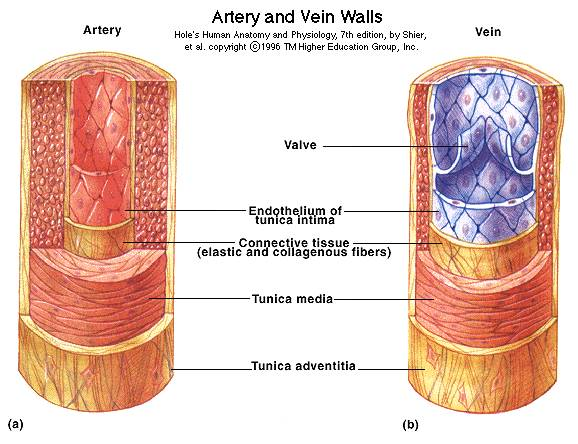 Artery and Vein Walls
Hole's Human Anatomy and Physiology, 7th edition, by Shier,
et al. copyright ©1996 TM Higher Education Group, Inc.
Artery
Vein
Valve
Endothelium of
tunica intima
Connective tissue
(elastic and collagenous fibers)
Tunica media
Tunica adventitia
(a)
(b)